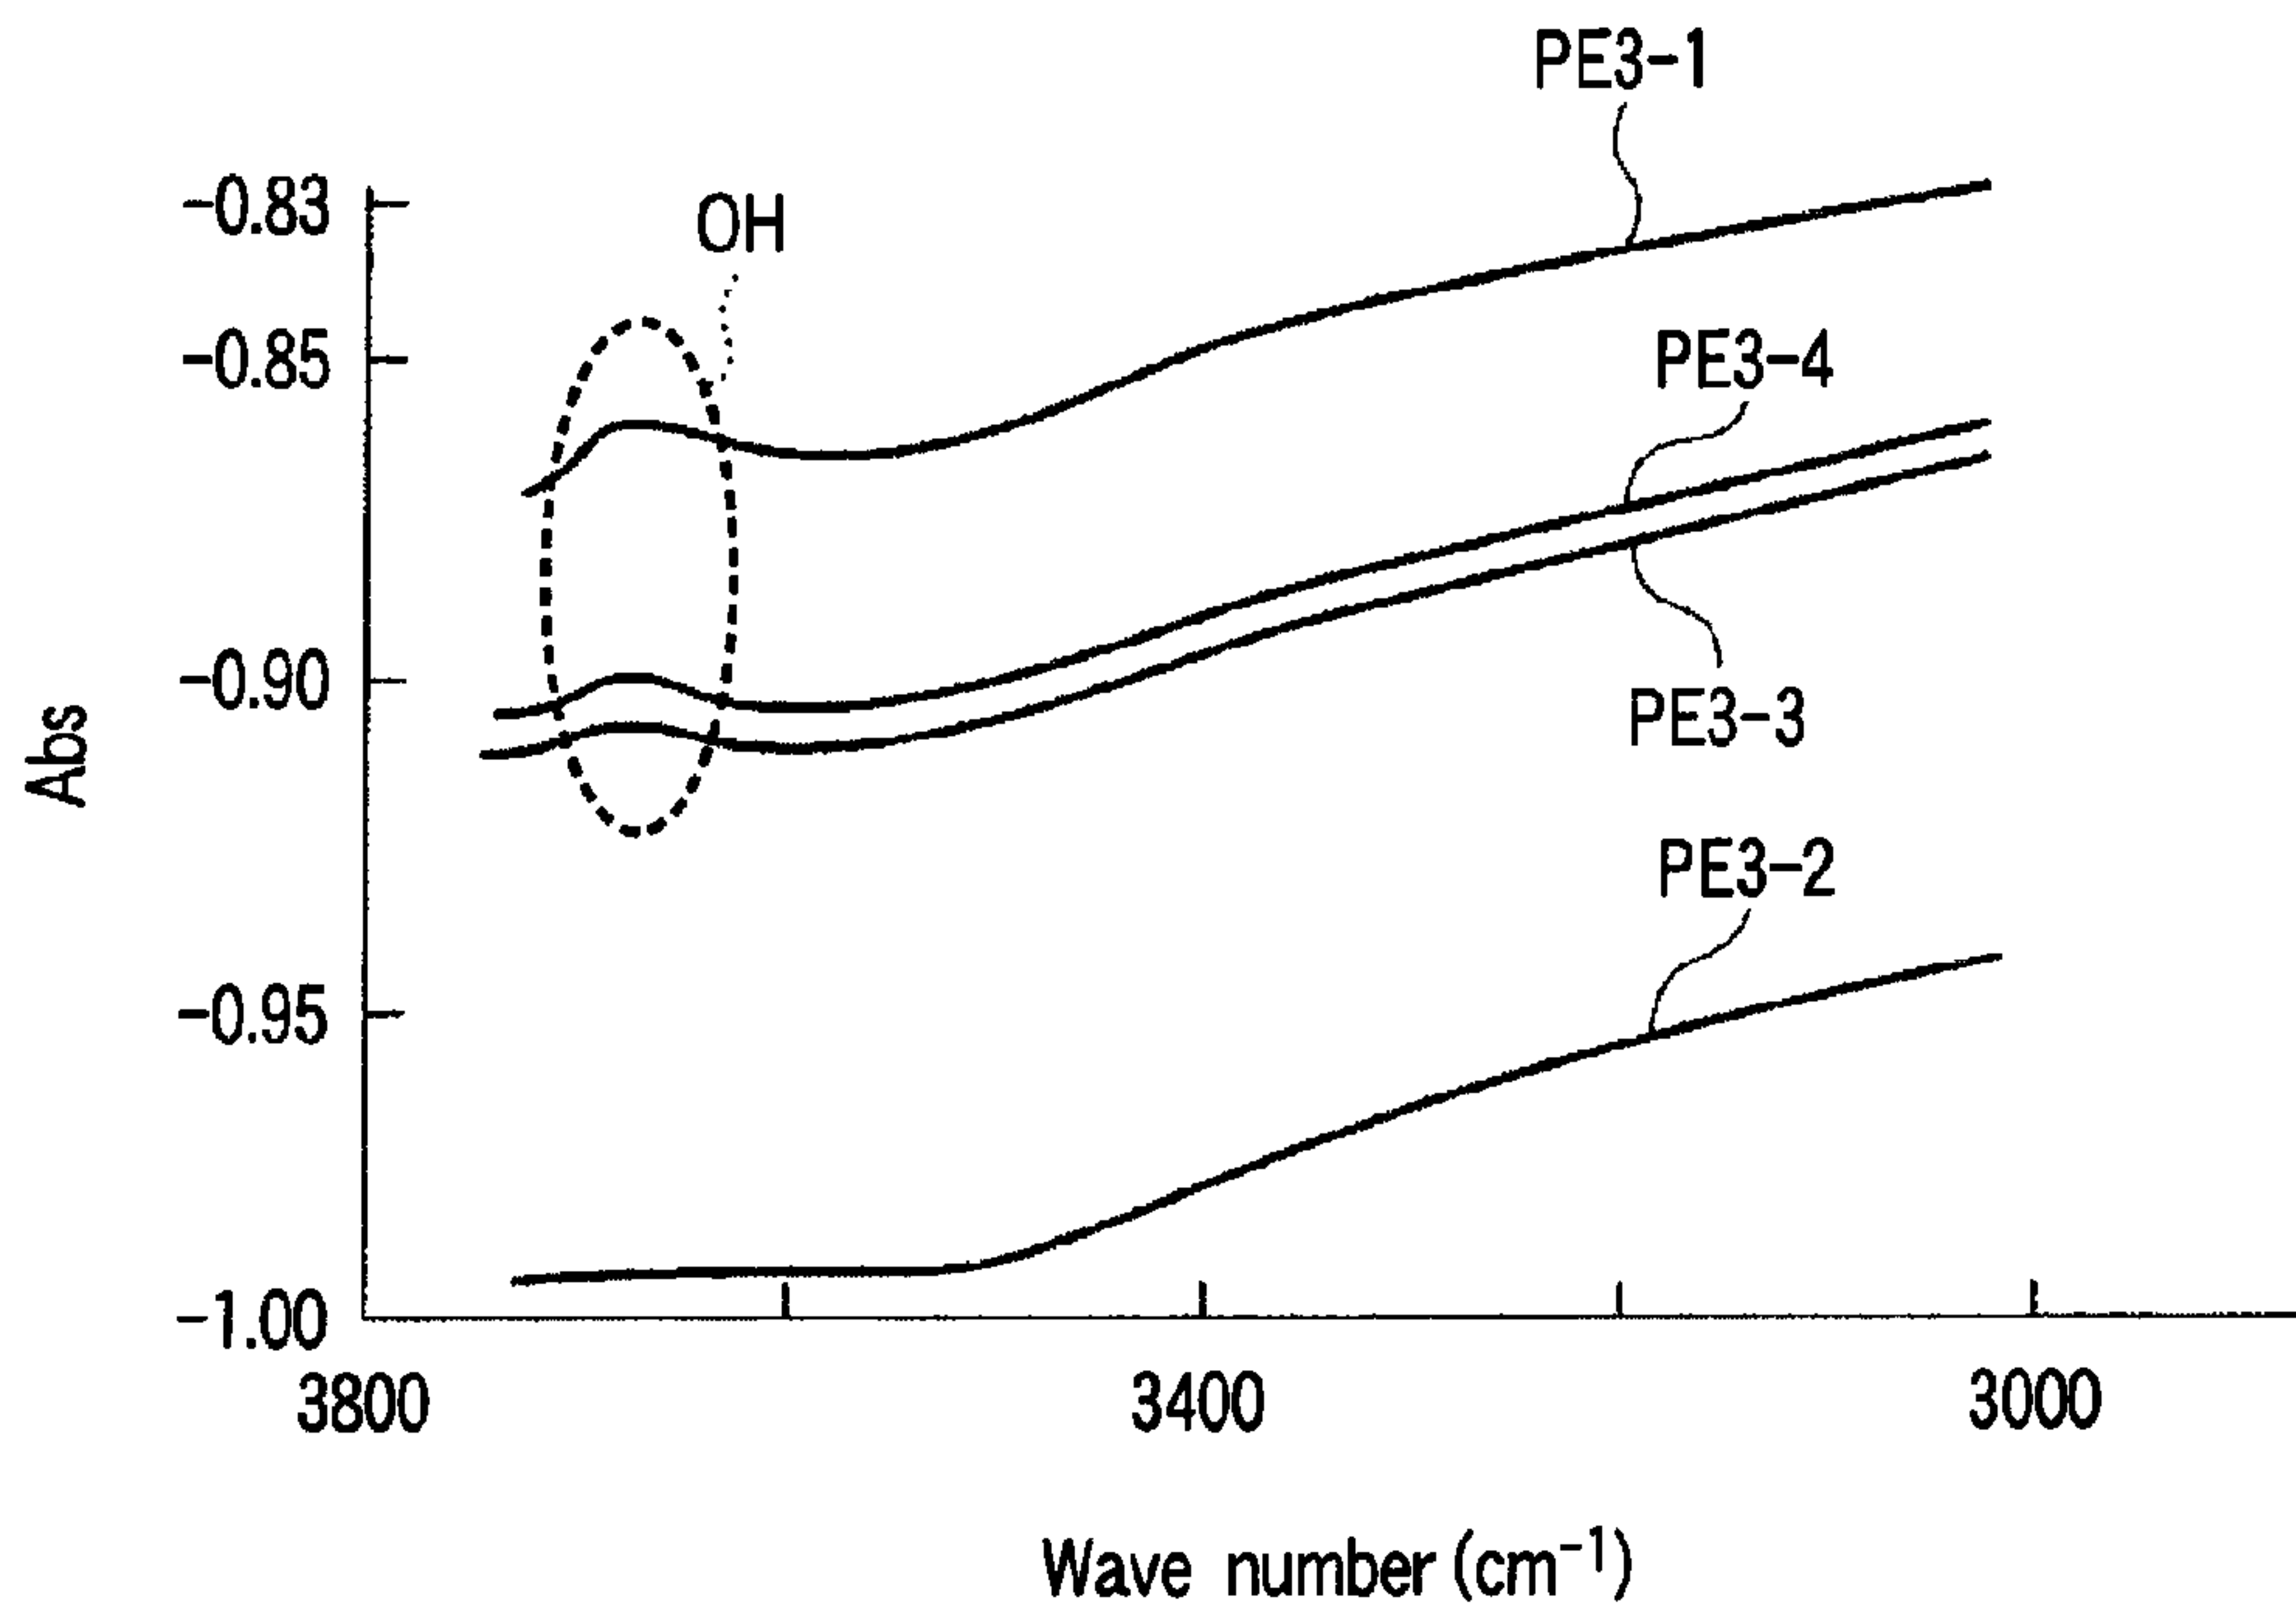 PE3-1
-0.83
OH
-0.85
PE3-4
-0.90
PE3-3
Abs
PE3-2
-0.95
-1.00
3800 3400 3000
Wave number (cm⁻¹)